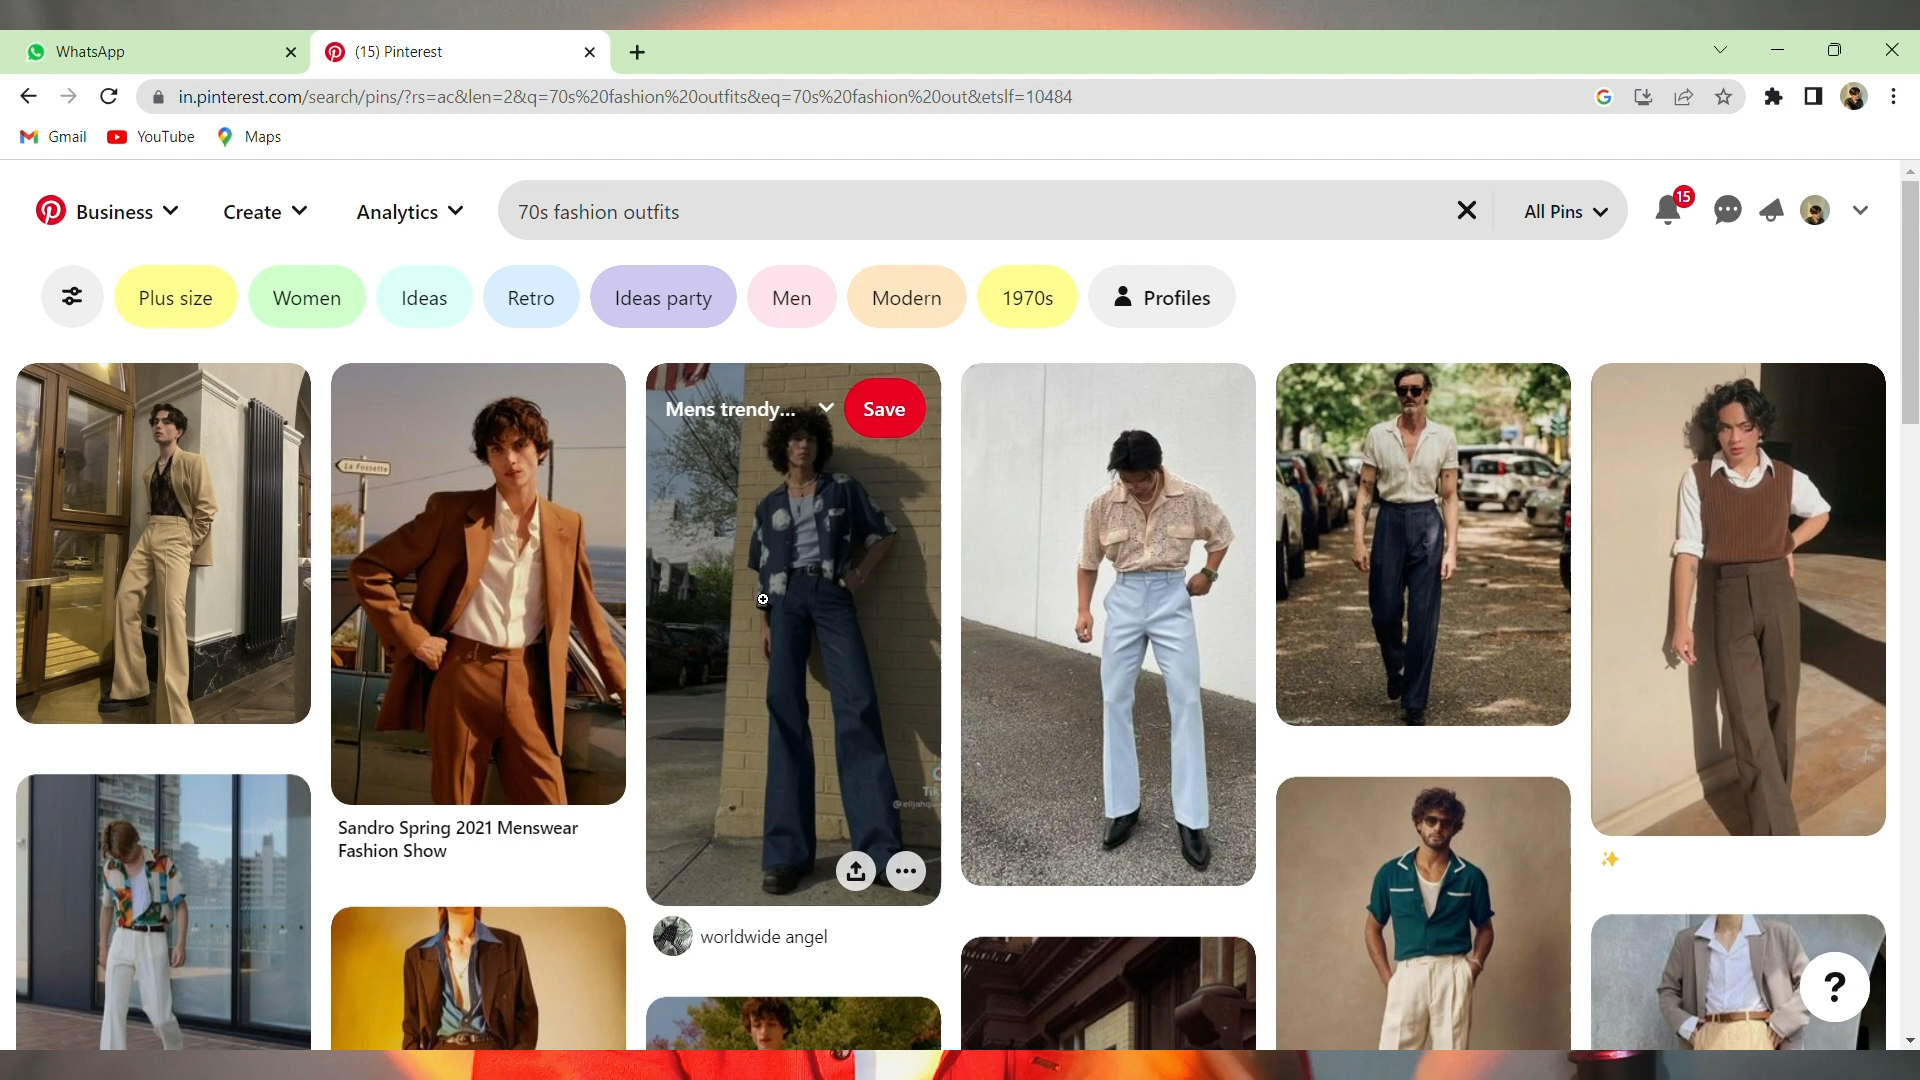 WhatsApp
(15) Pinterest
in.pinterest.com/search/pins/?rs=ac&len=2&q=70s%20fashion%20outfits&eq=70s%20fashion%20out&etslf=10484
Gmail
YouTube
Maps
Business
Create
Analytics
70s fashion outfits
All Pins
15
Plus size
Women
Ideas
Retro
Ideas party
Men
Modern
1970s
Profiles
Mens trendy...
Save
La Fossette
Sandro Spring 2021 Menswear
Fashion Show
worldwide angel
?